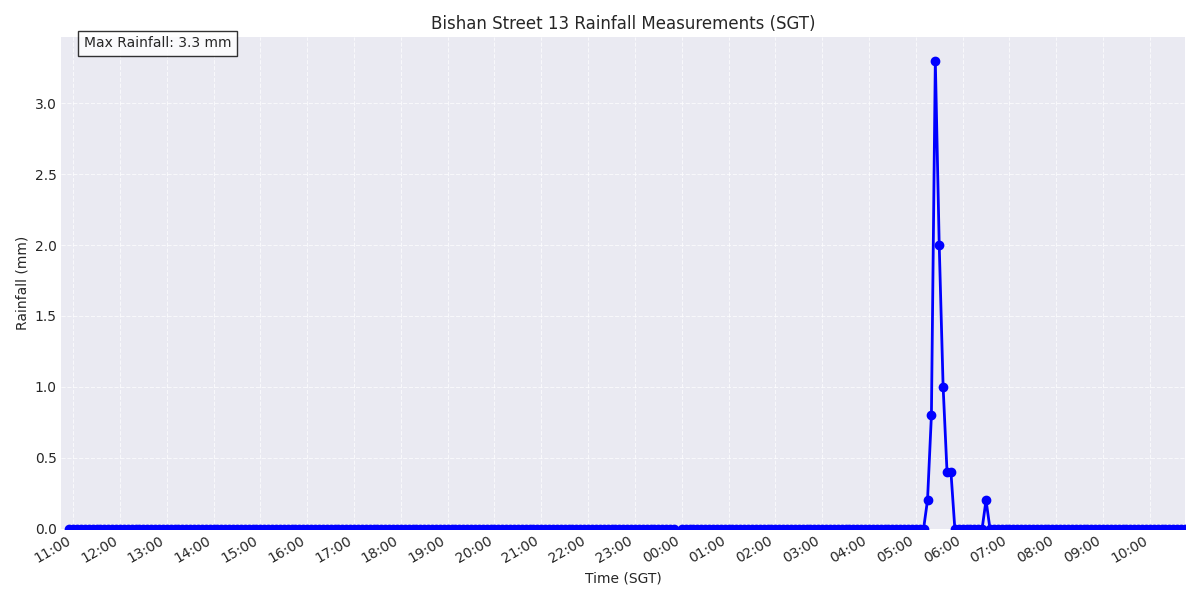 Bishan Street 13 Rainfall Measurements (SGT)
Max Rainfall: 3.3 mm
Rainfall (mm)
3.0
2.5
2.0
1.5
1.0
0.5
0.0
11:00 12:00 13:00 14:00 15:00 16:00 17:00 18:00 19:00 20:00 21:00 22:00 23:00 00:00 01:00 02:00 03:00 04:00 05:00 06:00 07:00 08:00 09:00 10:00
Time (SGT)